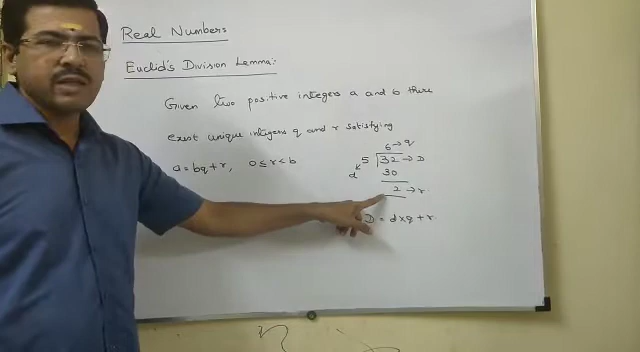 Real Numbers
Euclid's Division Lemma:
Given two positive integers a and b there
exist unique integers q and r satisfying
a = bq + r, 0 ≤ r < b
6 → q
5 32 → D
d
30
2 → r.
D = d × q + r.